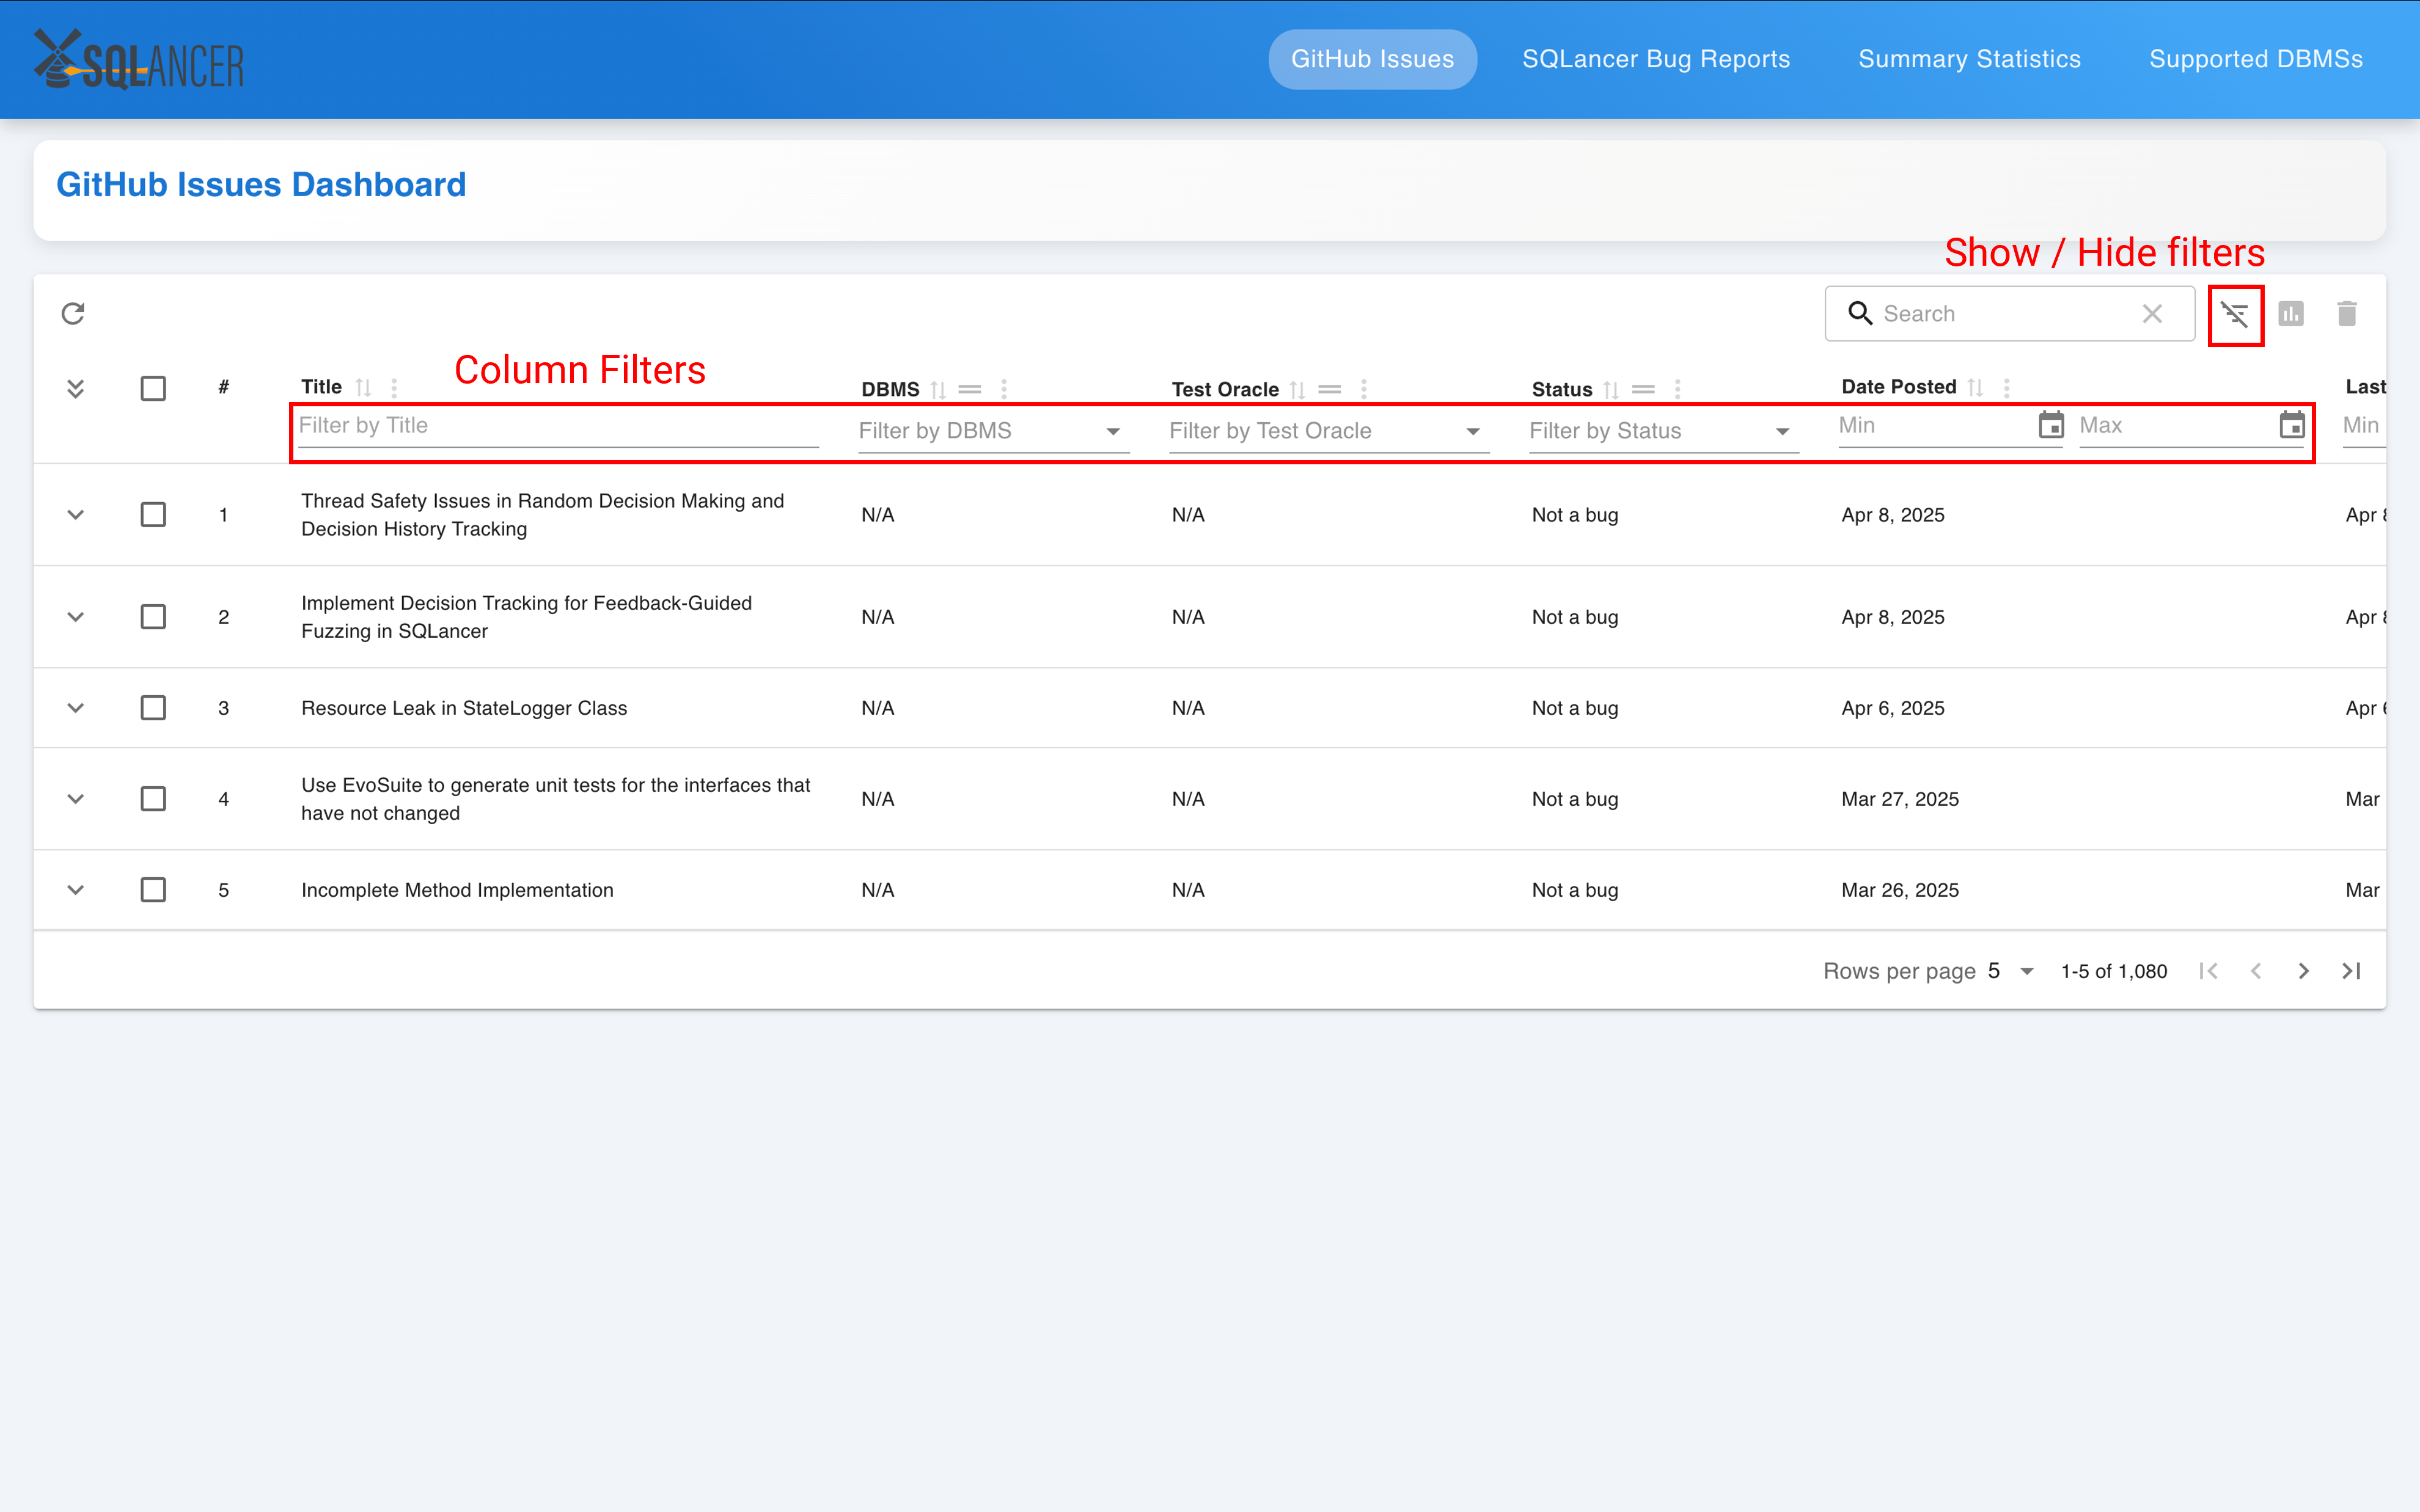 SQLANCER
GitHub Issues
SQLancer Bug Reports
Summary Statistics
Supported DBMSs
GitHub Issues Dashboard
Show / Hide filters
Search
Column Filters
# Title DBMS Test Oracle Status Date Posted Last
Filter by Title Filter by DBMS Filter by Test Oracle Filter by Status Min Max Min
1 Thread Safety Issues in Random Decision Making and
Decision History Tracking
N/A N/A Not a bug Apr 8, 2025 Apr
2 Implement Decision Tracking for Feedback-Guided
Fuzzing in SQLancer
N/A N/A Not a bug Apr 8, 2025 Apr
3 Resource Leak in StateLogger Class N/A N/A Not a bug Apr 6, 2025 Apr
4 Use EvoSuite to generate unit tests for the interfaces that
have not changed
N/A N/A Not a bug Mar 27, 2025 Mar
5 Incomplete Method Implementation N/A N/A Not a bug Mar 26, 2025 Mar
Rows per page 5 1-5 of 1,080